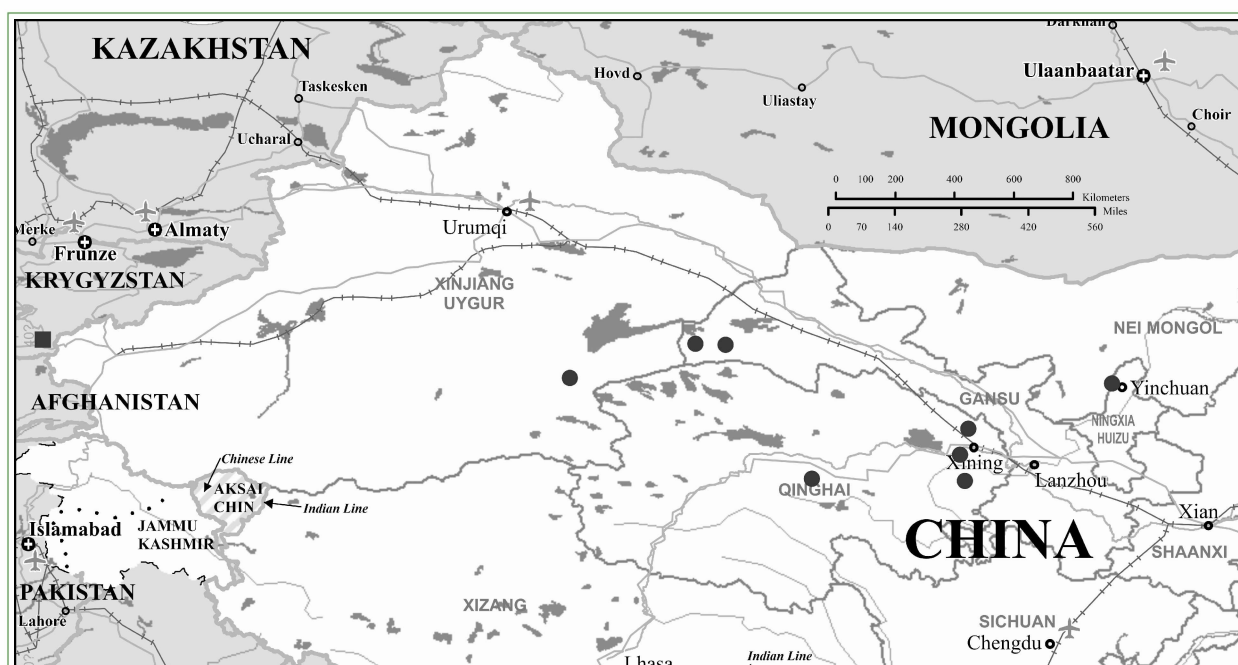 KAZAKHSTAN
Darkhan
Taskesken
Hovd
Ulaanbaatar
Uliastay
Choir
MONGOLIA
Ucharal
0 100 200 400 600 800
Kilometers
Miles
0 70 140 280 420 560
Merke
Almaty
Frunze
Urumqi
KRYGYZSTAN
XINJIANG
UYGUR
NEI MONGOL
Yinchuan
AFGHANISTAN
GANSU
NINGXIA
HUIZU
Chinese Line
Xining
Lanzhou
AKSAI
CHIN
QINGHAI
Indian Line
Islamabad
JAMMU
KASHMIR
Xian
CHINA
SHAANXI
PAKISTAN
XIZANG
Lahore
SICHUAN
Chengdu
Lhasa
Indian Line